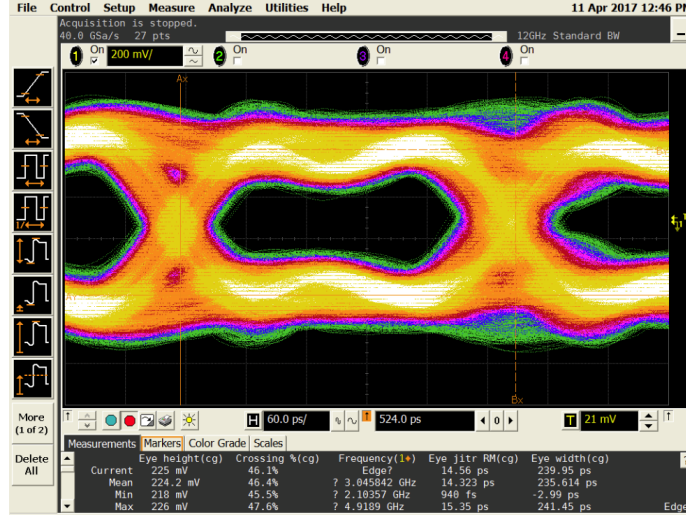 File Control Setup Measure Analyze Utilities Help 11 Apr 2017 12:46 PM
Acquisition is stopped.
40.0 GSa/s 27 pts 12GHz Standard BW
1 On 200 mV/ 2 On 3 On 4 On
Ax
Bx
More
(1 of 2)
Delete
All
H 60.0 ps/ T 524.0 ps 0 T 21 mV
Measurements Markers Color Grade Scales
Eye height(cg) Crossing %(cg) Frequency(1♦) Eye jitr RM(cg) Eye width(cg)
Current 225 mV 46.1% Edge? 14.56 ps 239.95 ps
Mean 224.2 mV 46.4% ? 3.045842 GHz 14.323 ps 235.614 ps
Min 218 mV 45.5% ? 2.10357 GHz 940 fs -2.99 ps
Max 226 mV 47.6% ? 4.9189 GHz 15.35 ps 241.45 ps Edge